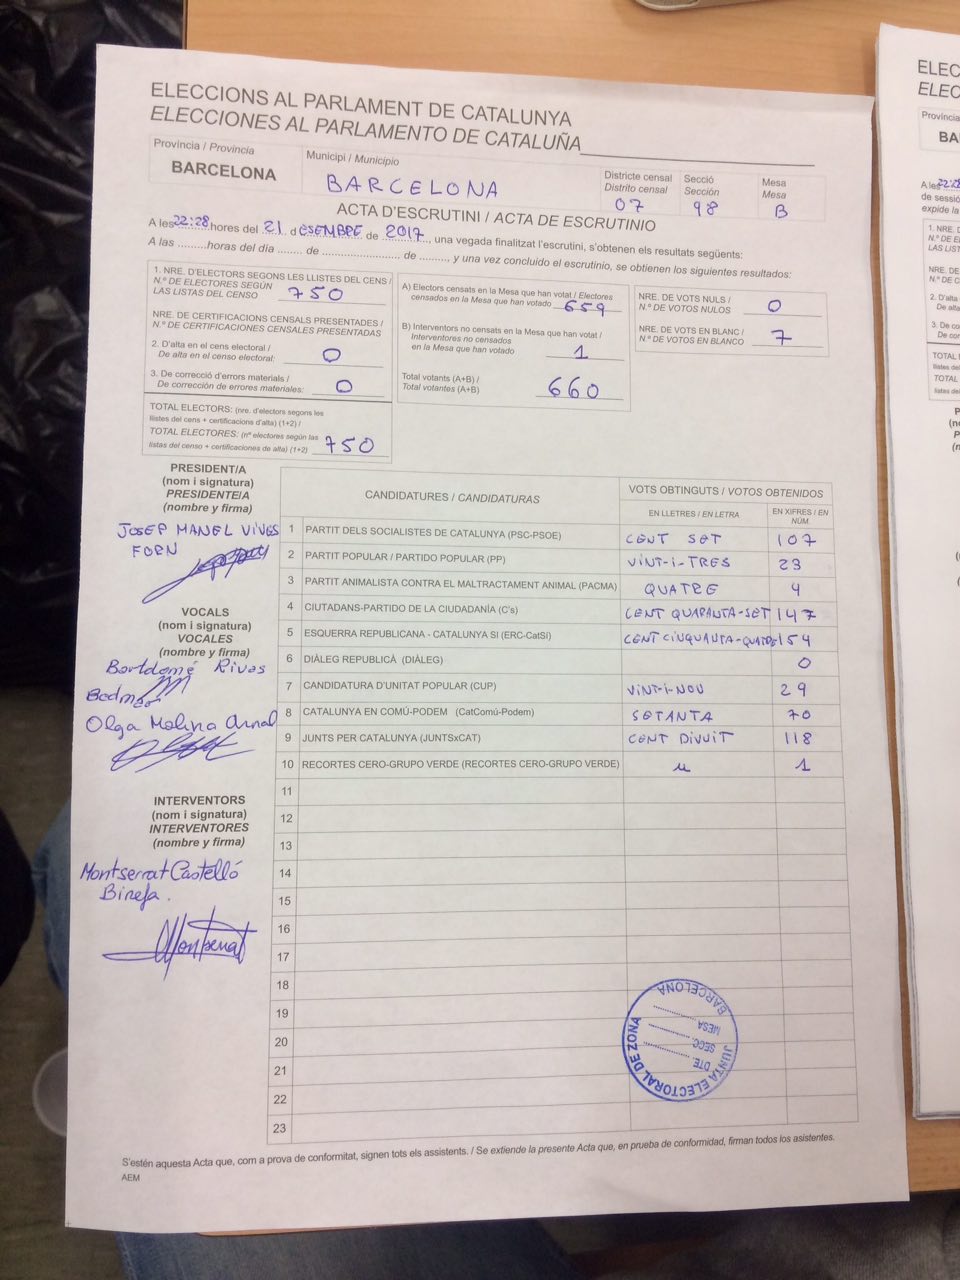 ELECCIONS AL PARLAMENT DE CATALUNYA
ELECCIONES AL PARLAMENTO DE CATALUÑA
Provincia / Provincia
BARCELONA
Municipi / Municipio
BARCELONA
Districte censal
Distrito censal
07
Secció
Sección
98
Mesa
Mesa
B
ACTA D'ESCRUTINI / ACTA DE ESCRUTINIO
A les 22:28 hores del 21 d ESEMBRE de 2017, una vegada finalitzat l'escrutini, s'obtenen els resultats següents:
A las .........horas del día ....... de ........................ de ........, y una vez concluido el escrutinio, se obtienen los siguientes resultados:
1. NRE. D'ELECTORS SEGONS LES LLISTES DEL CENS /
N.º DE ELECTORES SEGÚN
LAS LISTAS DEL CENSO
750
NRE. DE CERTIFICACIONS CENSALS PRESENTADES /
N.º DE CERTIFICACIONES CENSALES PRESENTADAS
2. D'alta en el cens electoral /
De alta en el censo electoral:
0
3. De correcció d'errors materials /
De corrección de errores materiales:
0
TOTAL ELECTORS: (nre. d'electors segons les
llistes del cens + certificacions d'alta) (1+2) /
TOTAL ELECTORES: (nº electores según las
listas del censo + certificaciones de alta) (1+2)
750
A) Electors censats en la Mesa que han votat / Electores
censados en la Mesa que han votado
659
B) Interventors no censats en la Mesa que han votat /
Interventores no censados
en la Mesa que han votado
1
Total votants (A+B) /
Total votantes (A+B)
660
NRE. DE VOTS NULS /
N.º DE VOTOS NULOS
0
NRE. DE VOTS EN BLANC /
N.º DE VOTOS EN BLANCO
7
PRESIDENT/A
(nom i signatura)
PRESIDENTE/A
(nombre y firma)
JOSEP MANEL VIVES
FORN
VOCALS
(nom i signatura)
VOCALES
(nombre y firma)
Bartolomé Rivas
Olga Molina Arnal
INTERVENTORS
(nom i signatura)
INTERVENTORES
(nombre y firma)
Montserrat Castelló
Montserrat
CANDIDATURES / CANDIDATURAS
VOTS OBTINGUTS / VOTOS OBTENIDOS
EN LLETRES / EN LETRA
EN XIFRES / EN NÚM.
1 PARTIT DELS SOCIALISTES DE CATALUNYA (PSC-PSOE) CENT SET 107
2 PARTIT POPULAR / PARTIDO POPULAR (PP) VINT-I-TRES 23
3 PARTIT ANIMALISTA CONTRA EL MALTRACTAMENT ANIMAL (PACMA) QUATRE 4
4 CIUTADANS-PARTIDO DE LA CIUDADANÍA (C's) CENT QUARANTA-SET 147
5 ESQUERRA REPUBLICANA - CATALUNYA SI (ERC-CatSí) CENT CINQUANTA-QUATRE 154
6 DIÀLEG REPUBLICÀ (DIÀLEG) 0
7 CANDIDATURA D'UNITAT POPULAR (CUP) VINT-I-NOU 29
8 CATALUNYA EN COMÚ-PODEM (CatComú-Podem) SETANTA 70
9 JUNTS PER CATALUNYA (JUNTSxCAT) CENT DIVUIT 118
10 RECORTES CERO-GRUPO VERDE (RECORTES CERO-GRUPO VERDE) u 1
11
12
13
14
15
16
17
18
19
20
21
22
23
JUNTA ELECTORAL DE ZONA
BARCELONA
DTE.
SECC.
MESA
S'estén aquesta Acta que, com a prova de conformitat, signen tots els assistents. / Se extiende la presente Acta que, en prueba de conformidad, firman todos los asistentes.
AEM